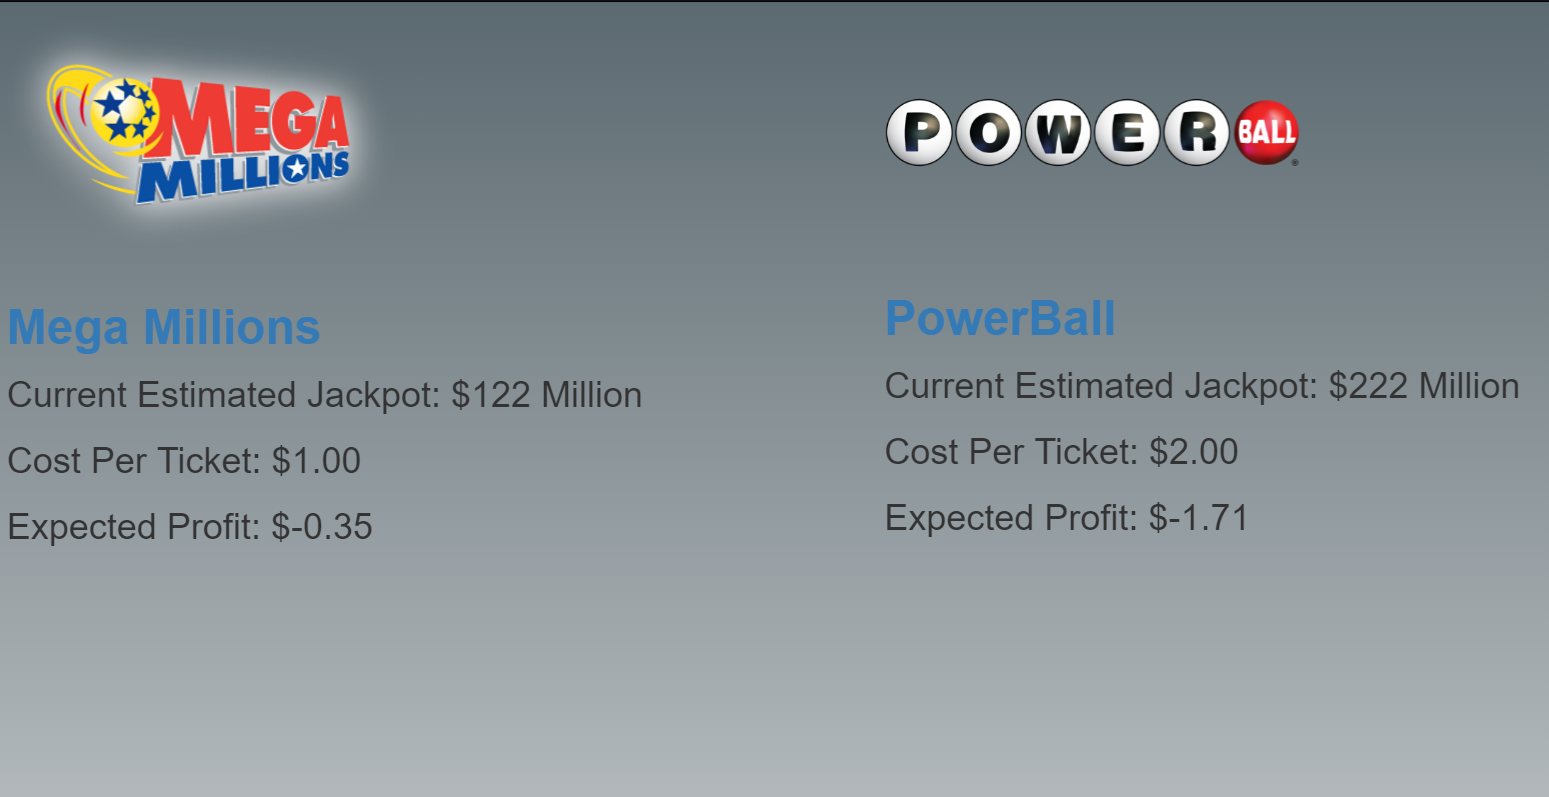 MEGA
MILLIONS
POWERBALL
Mega Millions
Current Estimated Jackpot: $122 Million
Cost Per Ticket: $1.00
Expected Profit: $-0.35
PowerBall
Current Estimated Jackpot: $222 Million
Cost Per Ticket: $2.00
Expected Profit: $-1.71